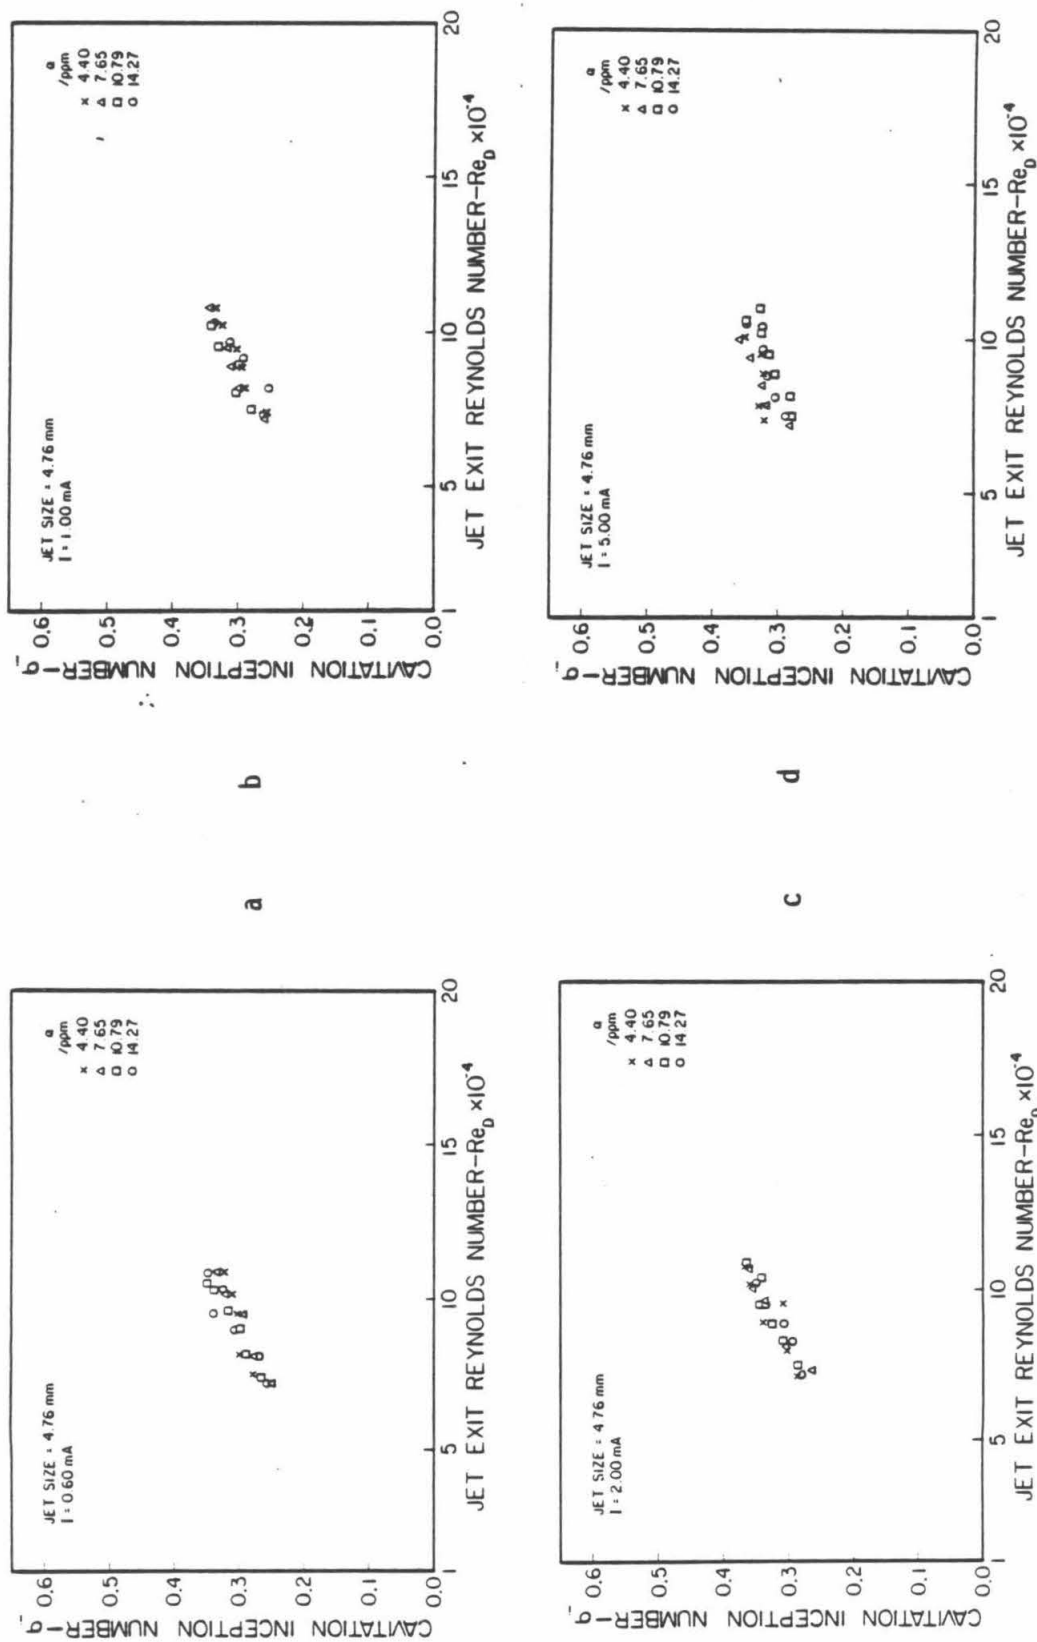 JET SIZE = 4.76 mm
I = 0.60 mA
a
/ppm
x 4.40
△ 7.65
□ 10.79
○ 14.27
0.6
0.5
0.4
0.3
0.2
0.1
0.0
CAVITATION INCEPTION NUMBER-σᵢ
1
5
10
15
20
JET EXIT REYNOLDS NUMBER-Re_D ×10⁻⁴
a
JET SIZE = 4.76 mm
I = 1.00 mA
a
/ppm
x 4.40
△ 7.65
□ 10.79
○ 14.27
0.6
0.5
0.4
0.3
0.2
0.1
0.0
CAVITATION INCEPTION NUMBER-σᵢ
1
5
10
15
20
JET EXIT REYNOLDS NUMBER-Re_D ×10⁻⁴
b
JET SIZE = 4.76 mm
I = 2.00 mA
a
/ppm
x 4.40
△ 7.65
□ 10.79
○ 14.27
0.6
0.5
0.4
0.3
0.2
0.1
0.0
CAVITATION INCEPTION NUMBER-σᵢ
1
5
10
15
20
JET EXIT REYNOLDS NUMBER-Re_D ×10⁻⁴
c
JET SIZE = 4.76 mm
I = 5.00 mA
a
/ppm
x 4.40
△ 7.65
□ 10.79
○ 14.27
0.6
0.5
0.4
0.3
0.2
0.1
0.0
CAVITATION INCEPTION NUMBER-σᵢ
1
5
10
15
20
JET EXIT REYNOLDS NUMBER-Re_D ×10⁻⁴
d